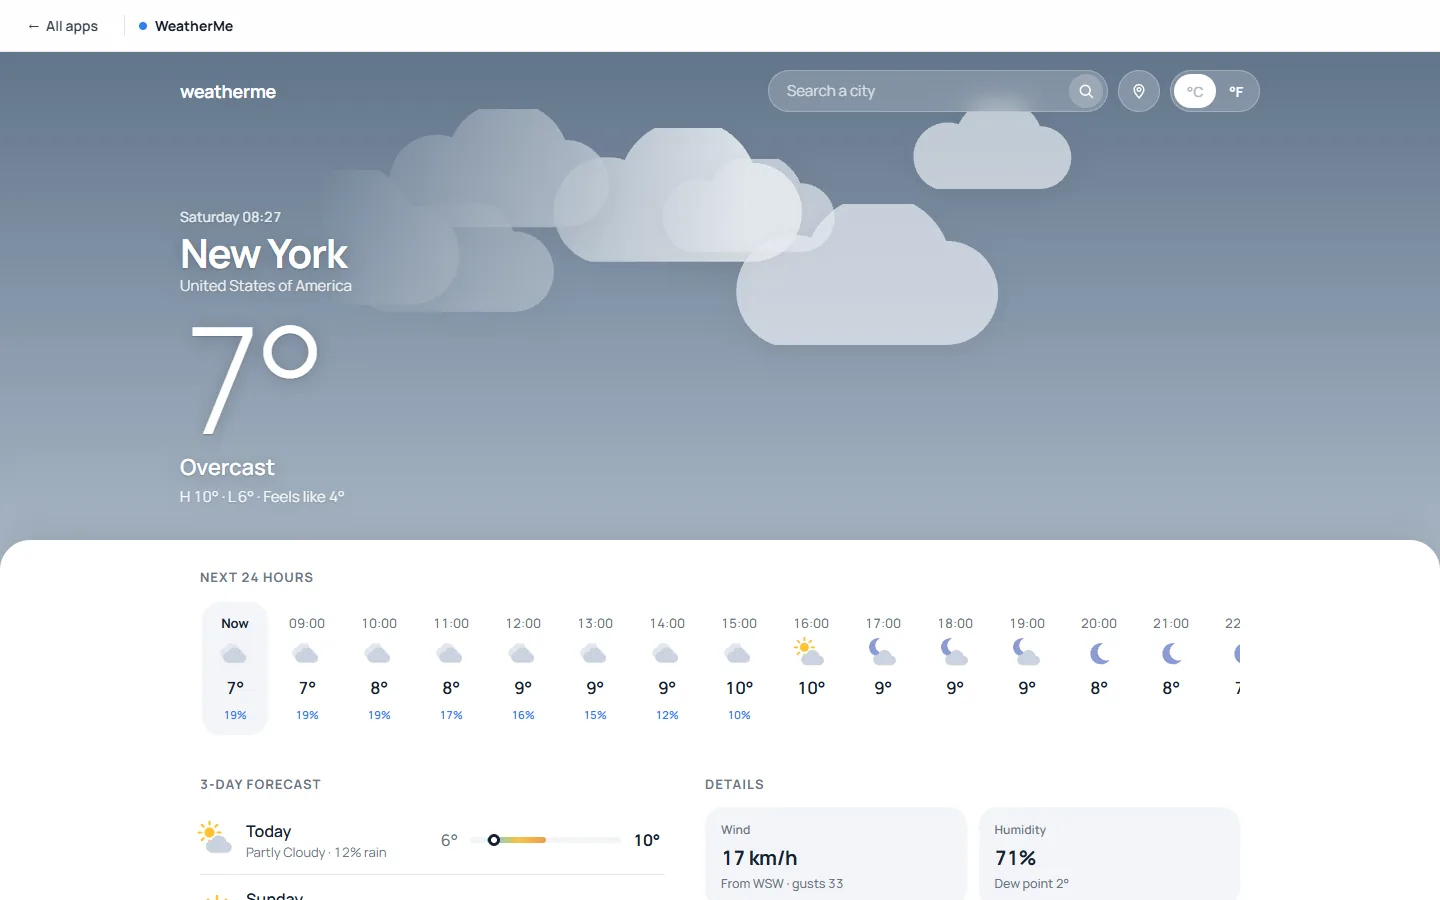 ← All apps
WeatherMe
weatherme
Search a city
°C
°F
Saturday 08:27
New York
United States of America
7°
Overcast
H 10° · L 6° · Feels like 4°
NEXT 24 HOURS
Now 09:00 10:00 11:00 12:00 13:00 14:00 15:00 16:00 17:00 18:00 19:00 20:00 21:00 22
7° 7° 8° 8° 9° 9° 9° 10° 10° 9° 9° 9° 8° 8° 7
19% 19% 19% 17% 16% 15% 12% 10%
3-DAY FORECAST
Today
Partly Cloudy · 12% rain
6° 10°
Sunday
DETAILS
Wind
17 km/h
From WSW · gusts 33
Humidity
71%
Dew point 2°